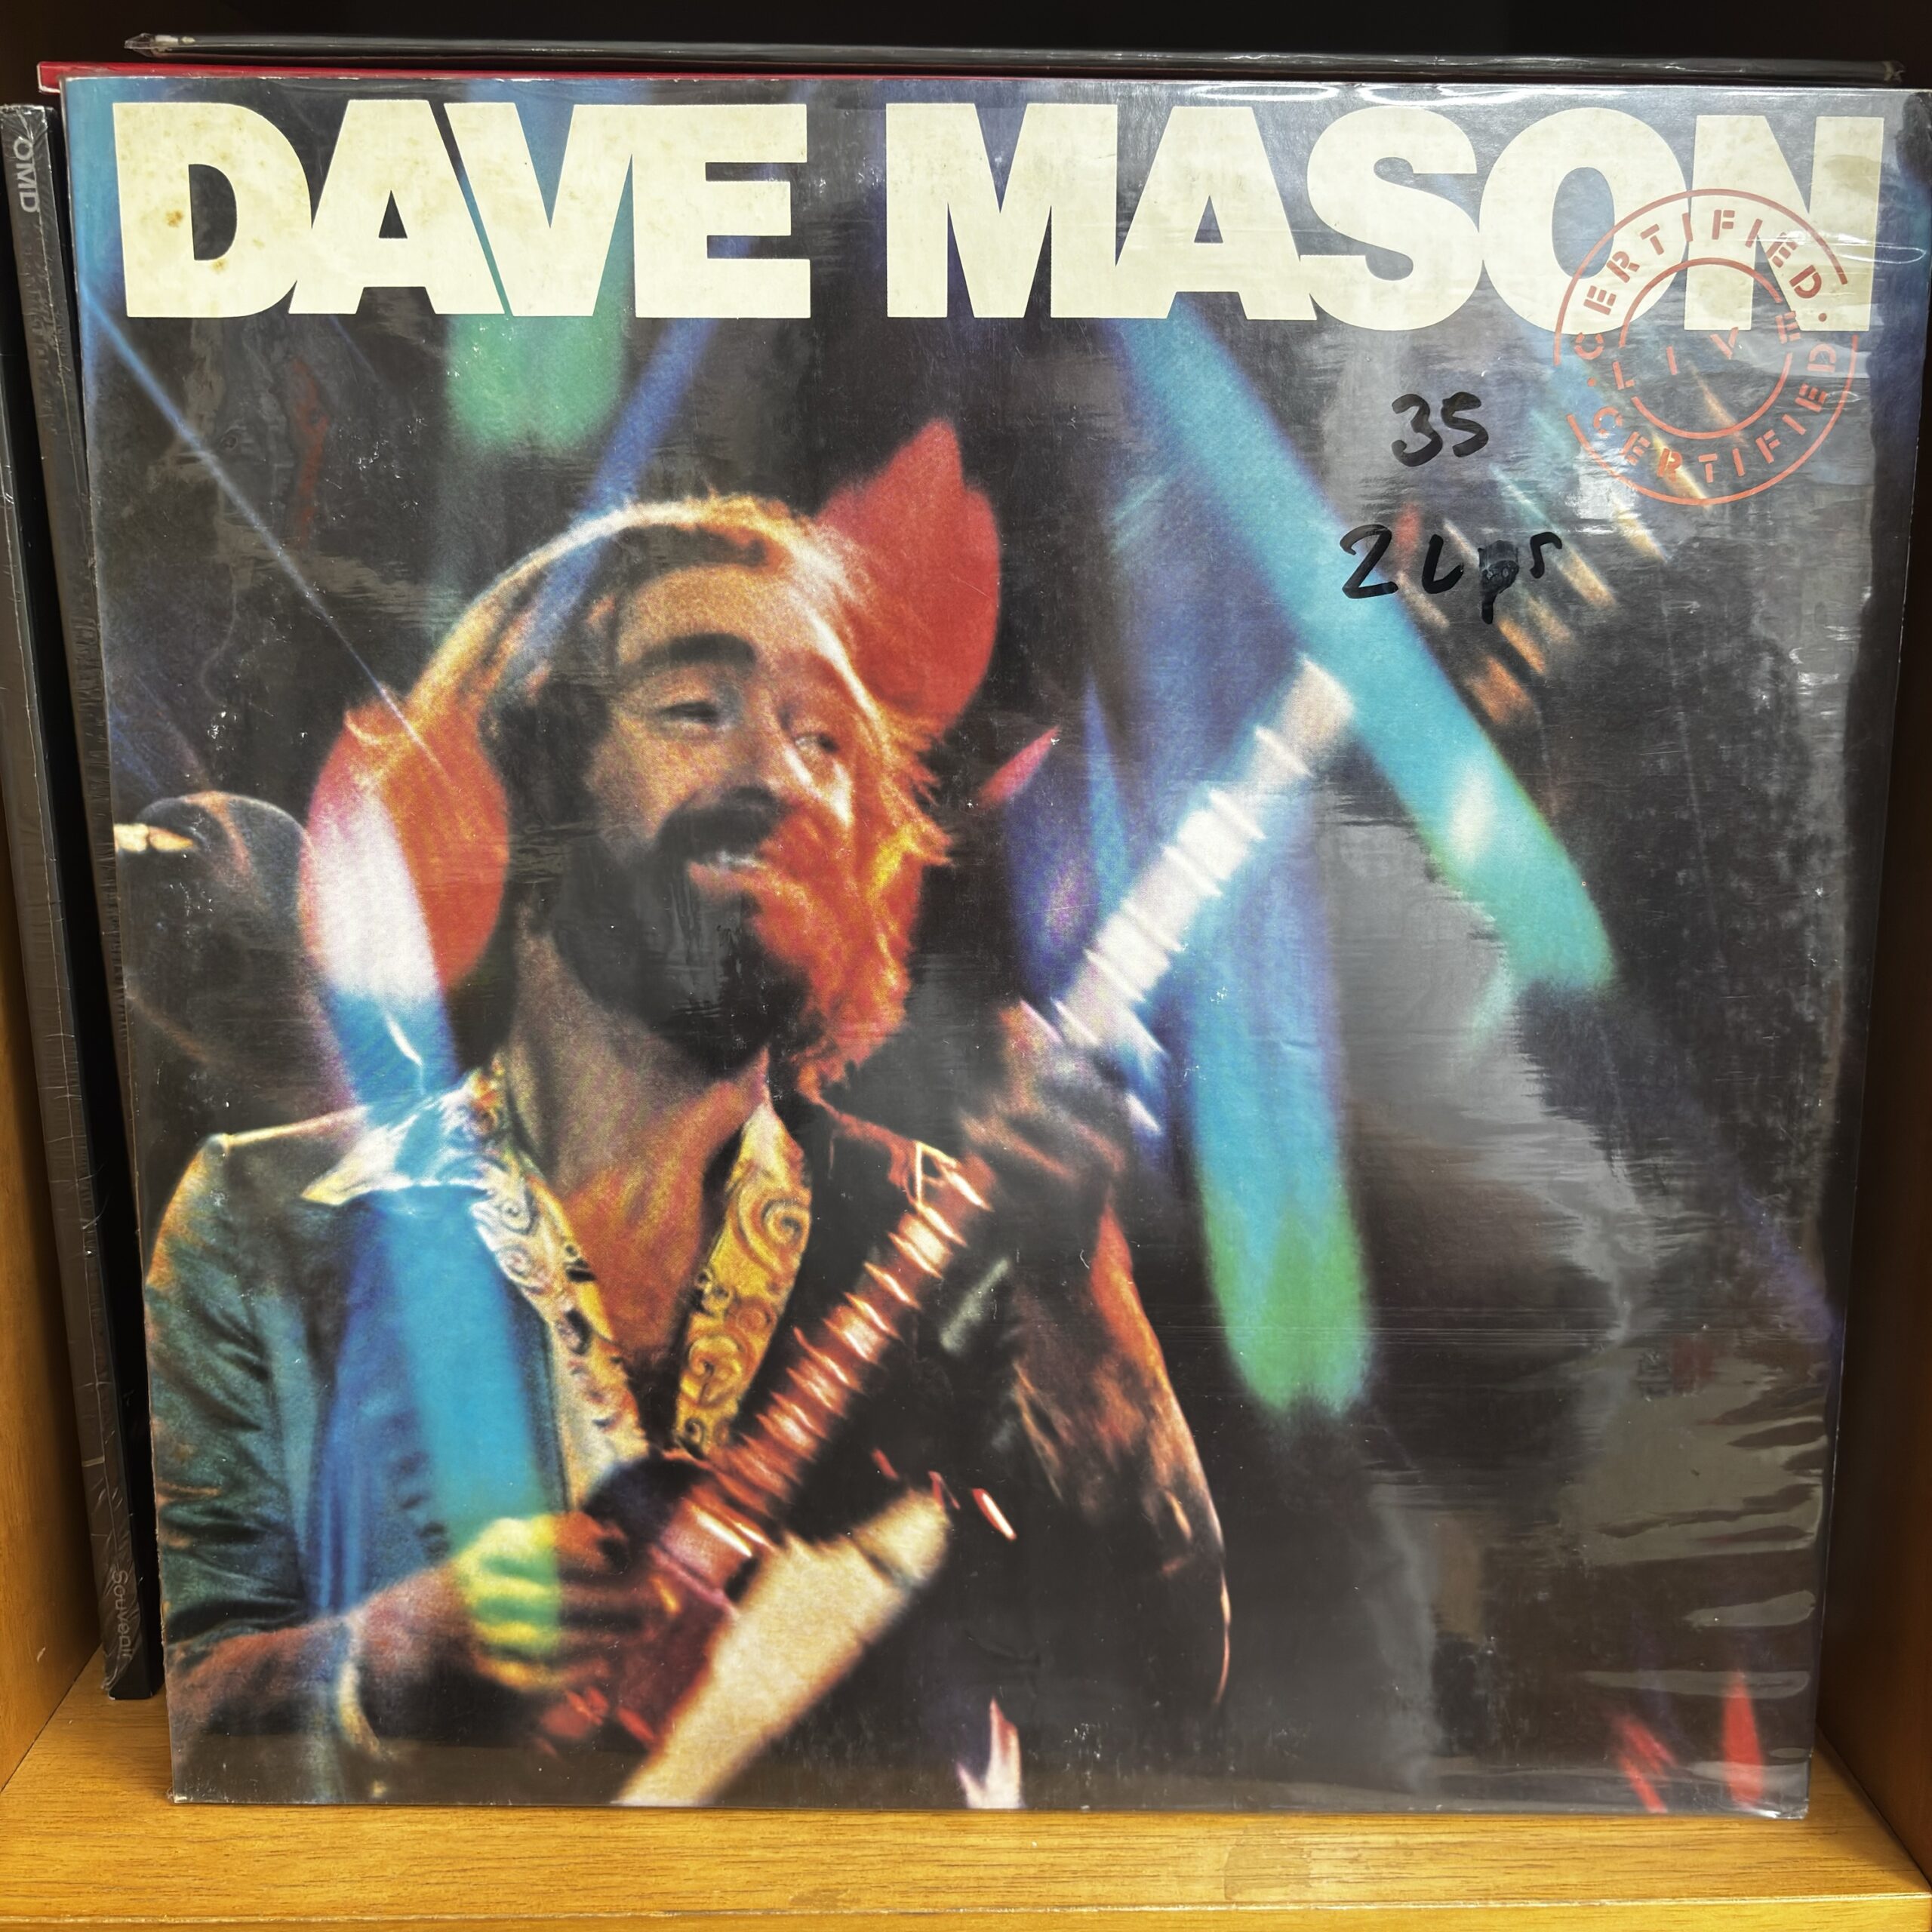 DAVE MASON
CERTIFIED
LIVE
CERTIFIED
35
2 Lps
OMD
Souvenir